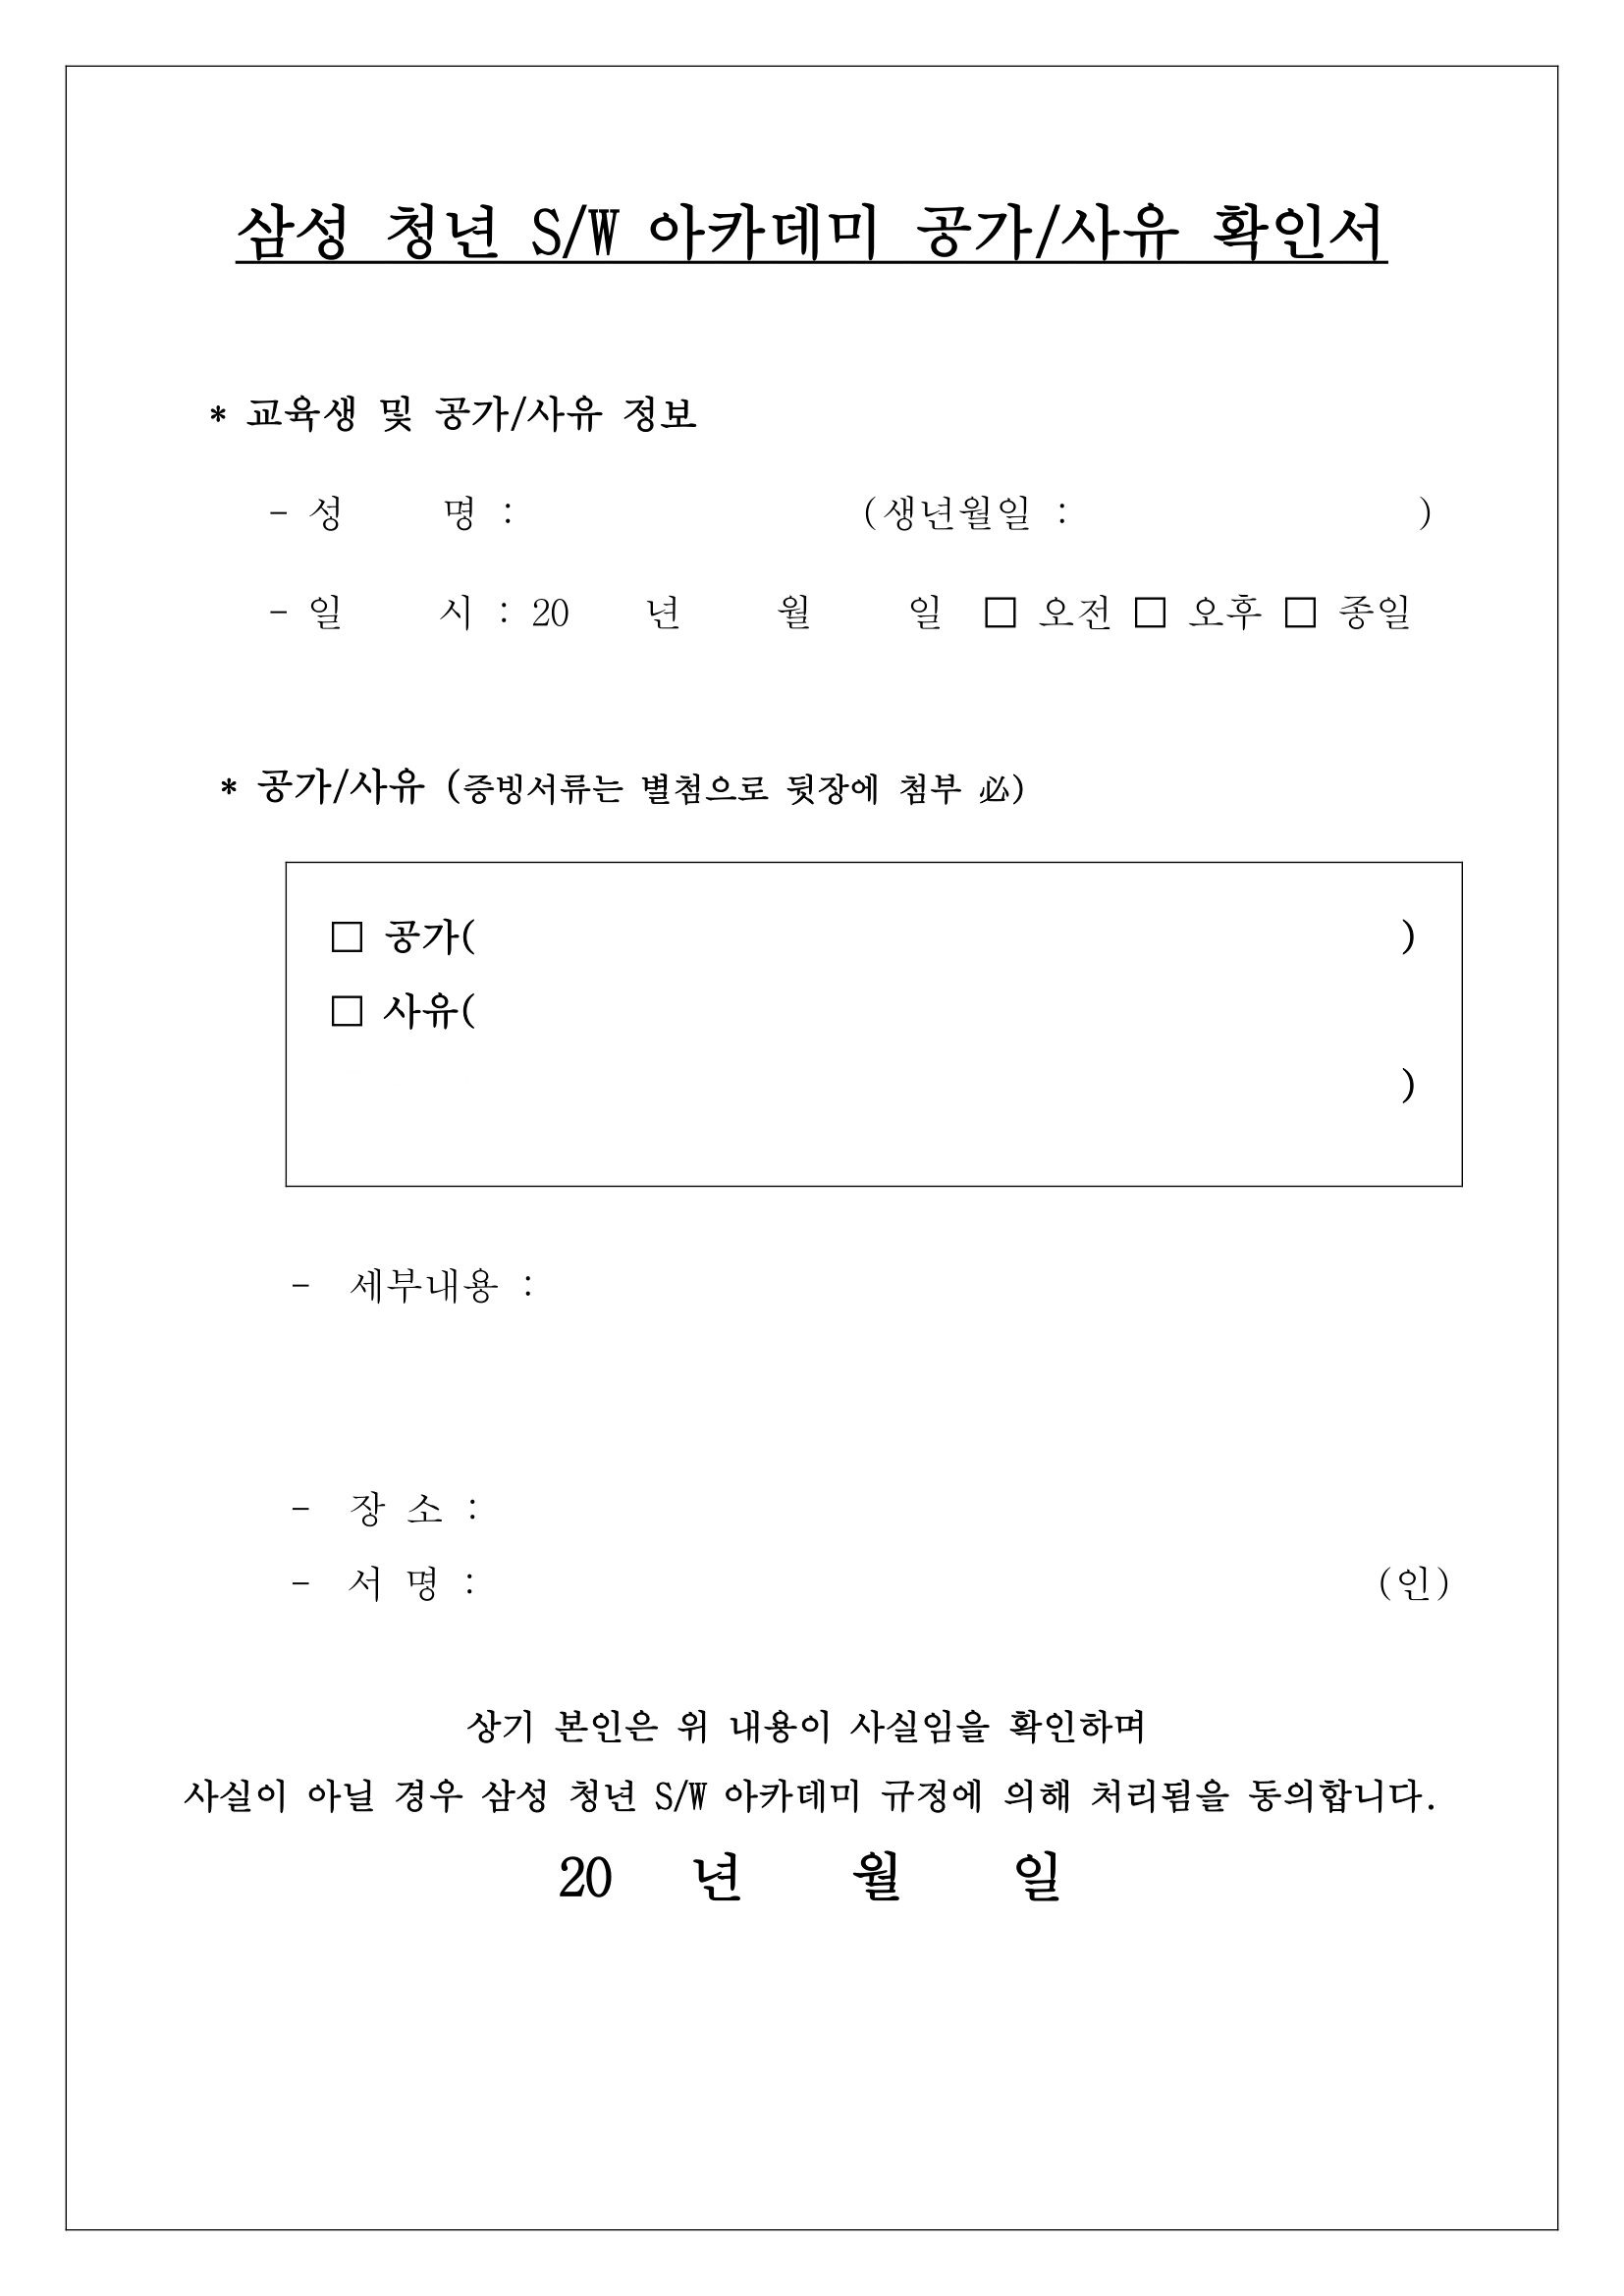 삼성 청년 S/W 아카데미 공가/사유 확인서
* 교육생 및 공가/사유 정보
- 성 명 : (생년월일 : )
- 일 시 : 20 년 월 일 □ 오전 □ 오후 □ 종일
* 공가/사유 (증빙서류는 별첨으로 뒷장에 첨부 必)
□ 공가( )
□ 사유(
)
- 세부내용 :
- 장 소 :
- 서 명 : (인)
상기 본인은 위 내용이 사실임을 확인하며
사실이 아닐 경우 삼성 청년 S/W 아카데미 규정에 의해 처리됨을 동의합니다.
20 년 월 일